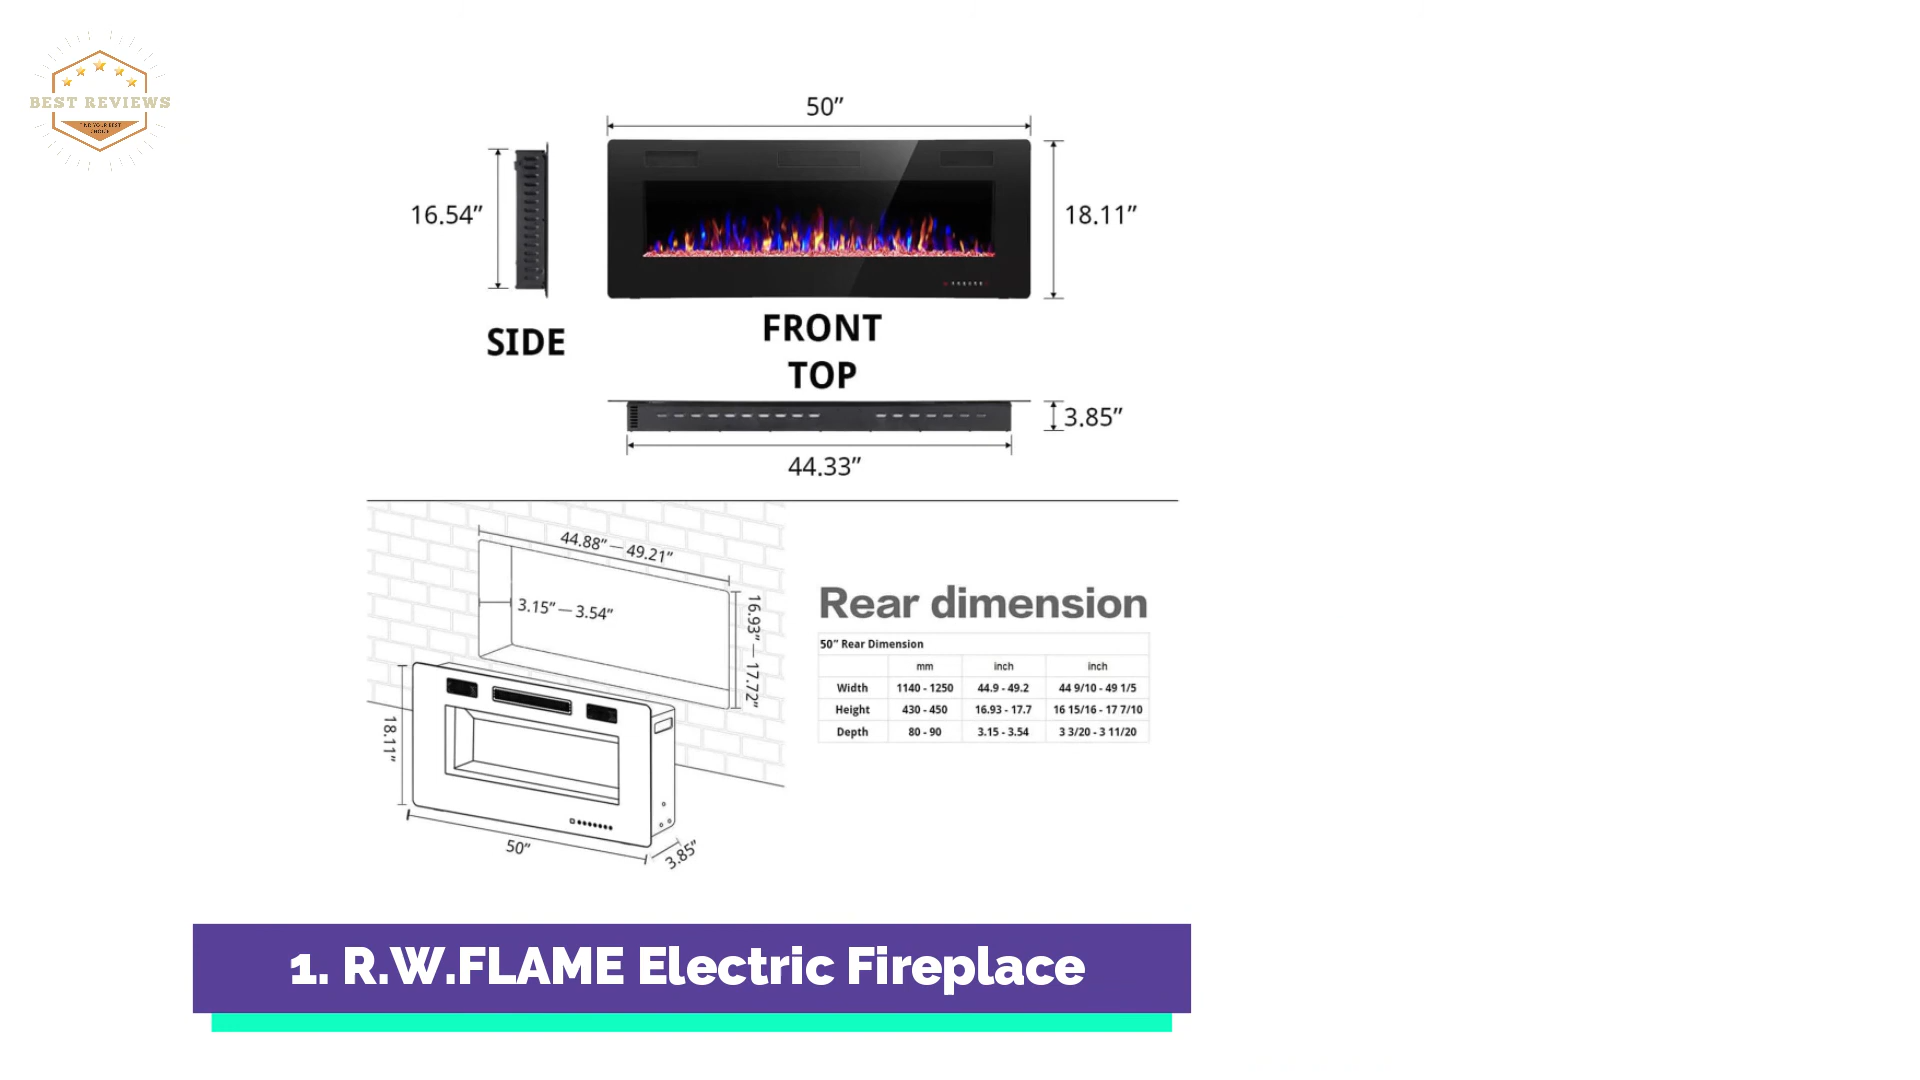 BEST REVIEWS
FIND YOUR BEST
CHOICE
50”
16.54”
18.11”
SIDE
FRONT
TOP
3.85”
44.33”
44.88” — 49.21”
3.15” — 3.54”
16.93” — 17.72”
18.11”
50”
3.85”
Rear dimension
50” Rear Dimension
mm inch inch
Width 1140 - 1250 44.9 - 49.2 44 9/10 - 49 1/5
Height 430 - 450 16.93 - 17.7 16 15/16 - 17 7/10
Depth 80 - 90 3.15 - 3.54 3 3/20 - 3 11/20
1. R.W.FLAME Electric Fireplace